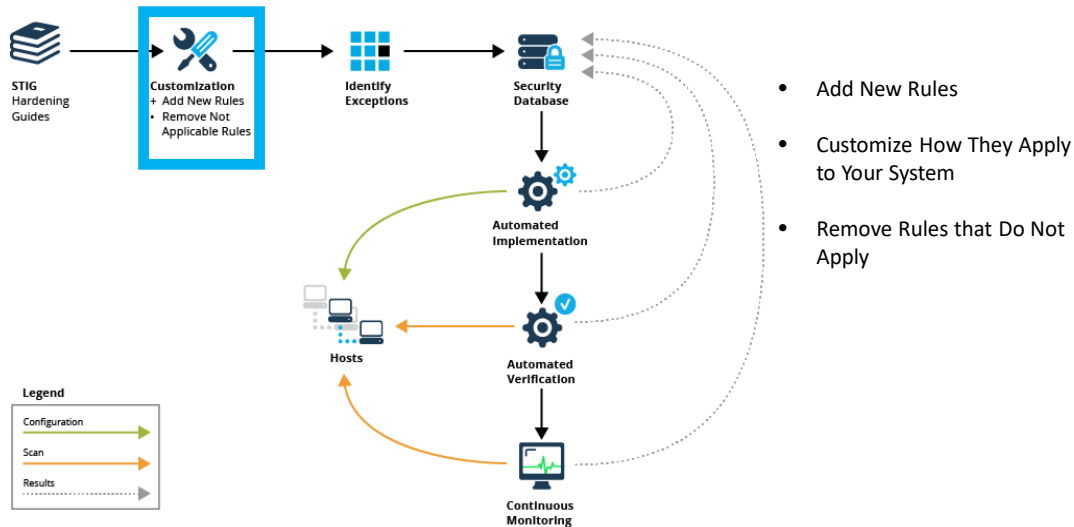 STIG
Hardening
Guides
Customization
+ Add New Rules
• Remove Not
Applicable Rules
Identify
Exceptions
Security
Database
Automated
Implementation
Hosts
Automated
Verification
Continuous
Monitoring
Legend
Configuration
Scan
Results
• Add New Rules
• Customize How They Apply
to Your System
• Remove Rules that Do Not
Apply